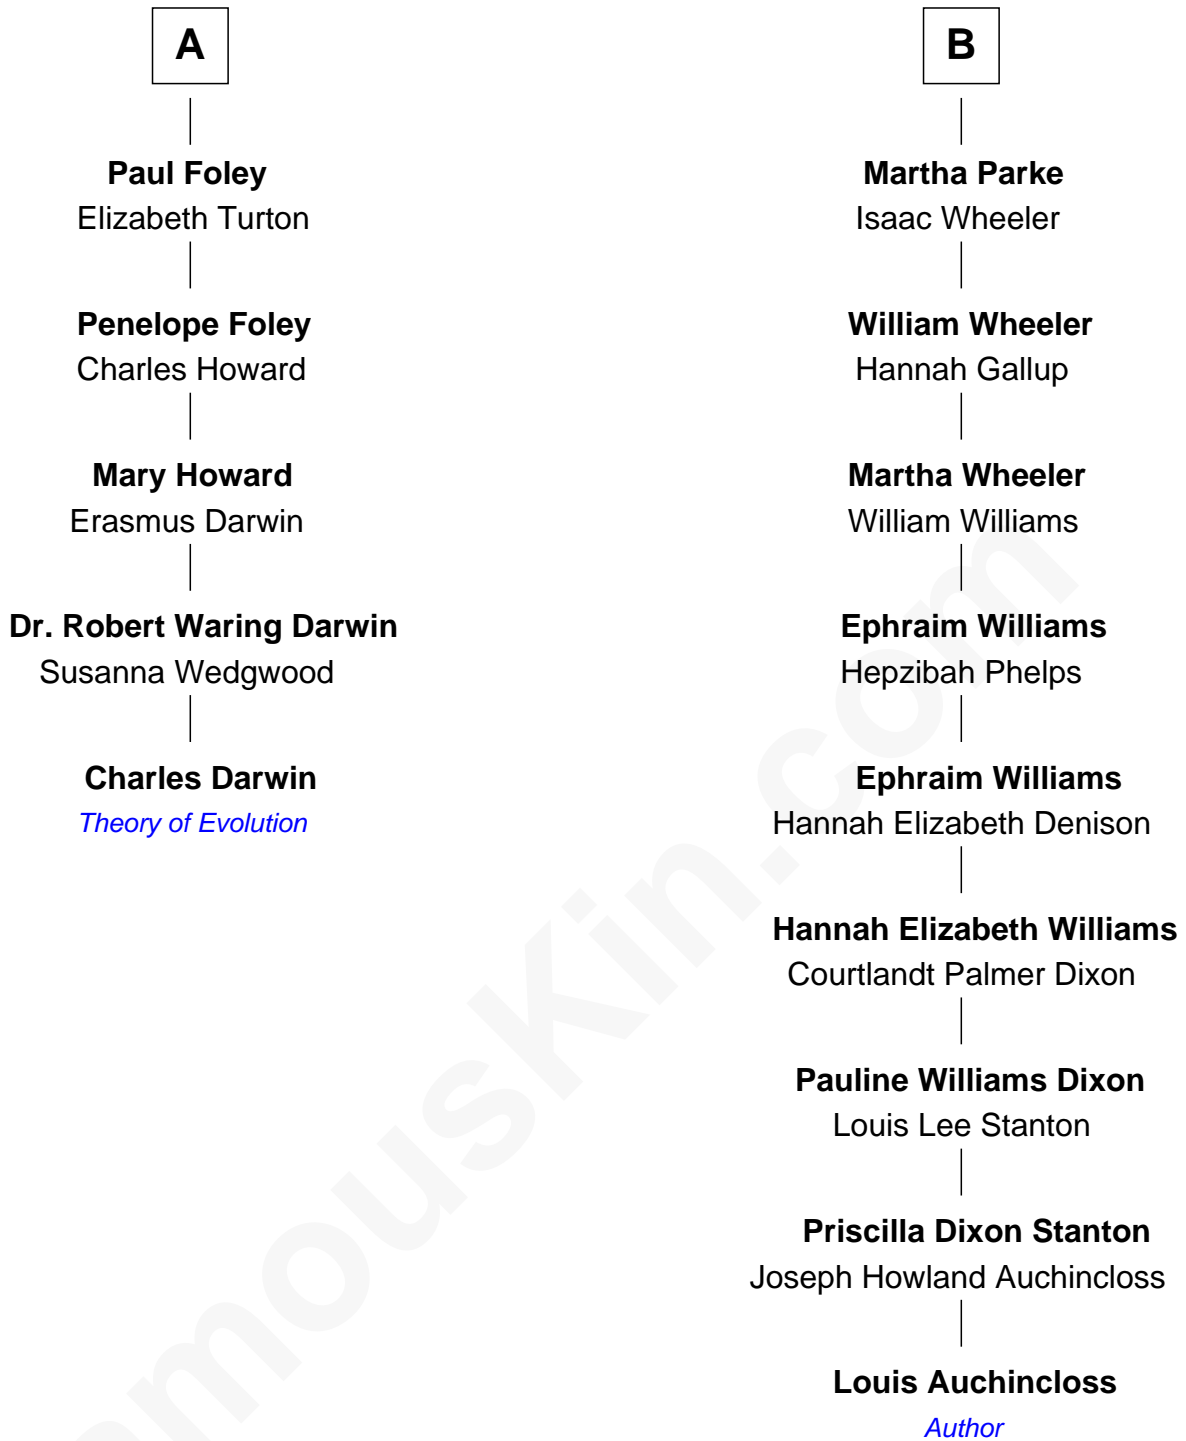 A
Paul Foley
Elizabeth Turton
Penelope Foley
Charles Howard
Mary Howard
Erasmus Darwin
Dr. Robert Waring Darwin
Susanna Wedgwood
Charles Darwin
Theory of Evolution
B
Martha Parke
Isaac Wheeler
William Wheeler
Hannah Gallup
Martha Wheeler
William Williams
Ephraim Williams
Hepzibah Phelps
Ephraim Williams
Hannah Elizabeth Denison
Hannah Elizabeth Williams
Courtlandt Palmer Dixon
Pauline Williams Dixon
Louis Lee Stanton
Priscilla Dixon Stanton
Joseph Howland Auchincloss
Louis Auchincloss
Author
mousKin.com